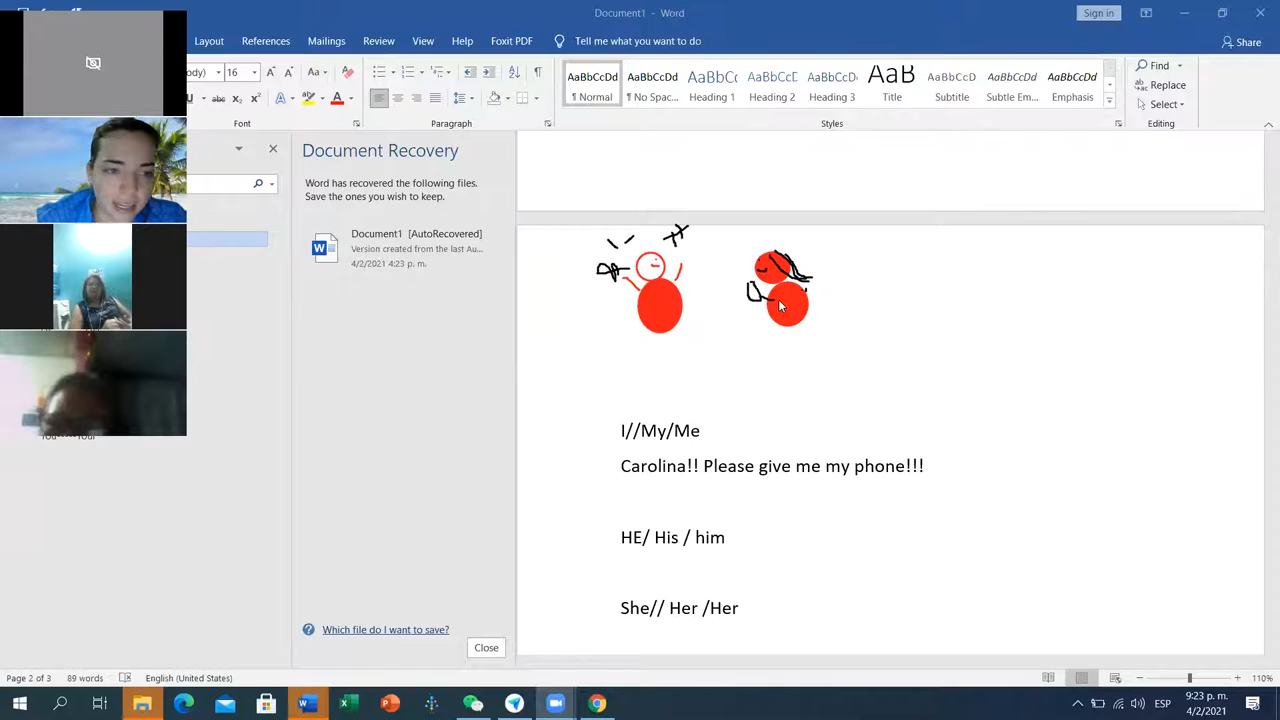 Document1 - Word
Sign in
Layout References Mailings Review View Help Foxit PDF Tell me what you want to do Share
16 A A Aa
AaBbCcDd AaBbCcDd AaBbCc AaBbCcD AaBbCcD AaB AaBbCcD AaBbCcDd AaBbCcDd
¶ Normal ¶ No Spac... Heading 1 Heading 2 Heading 3 Title Subtitle Subtle Em... Emphasis
Find
Replace
Select
Font Paragraph Styles Editing
Document Recovery
Word has recovered the following files.
Save the ones you wish to keep.
Document1 [AutoRecovered]
Version created from the last Au...
4/2/2021 4:23 p. m.
Which file do I want to save?
Close
I//My/Me
Carolina!! Please give me my phone!!!
HE/ His / him
She// Her /Her
Page 2 of 3 89 words English (United States) 110%
ESP 9:23 p. m.
4/2/2021